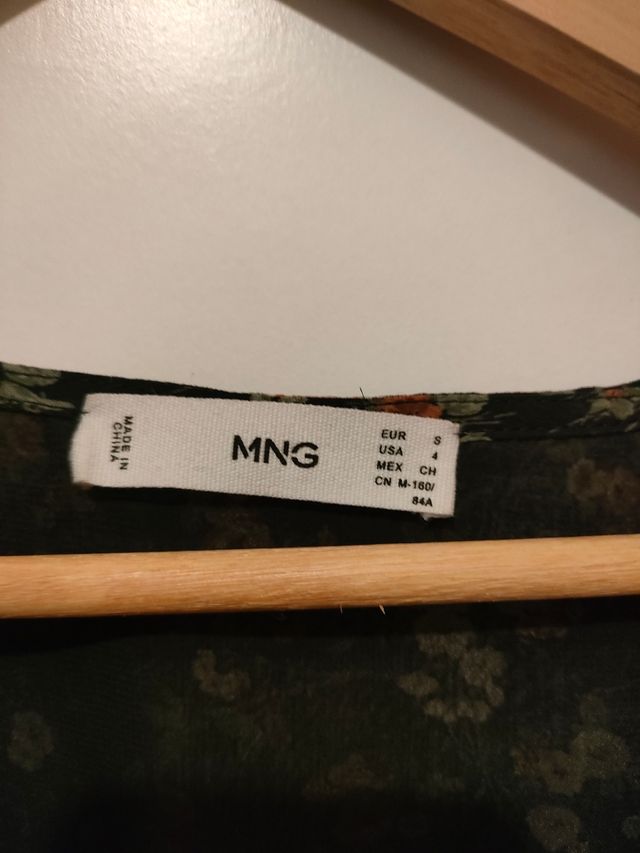 MADE IN
CHINA
MNG
EUR S
USA 4
MEX CH
CN M-160/
84A